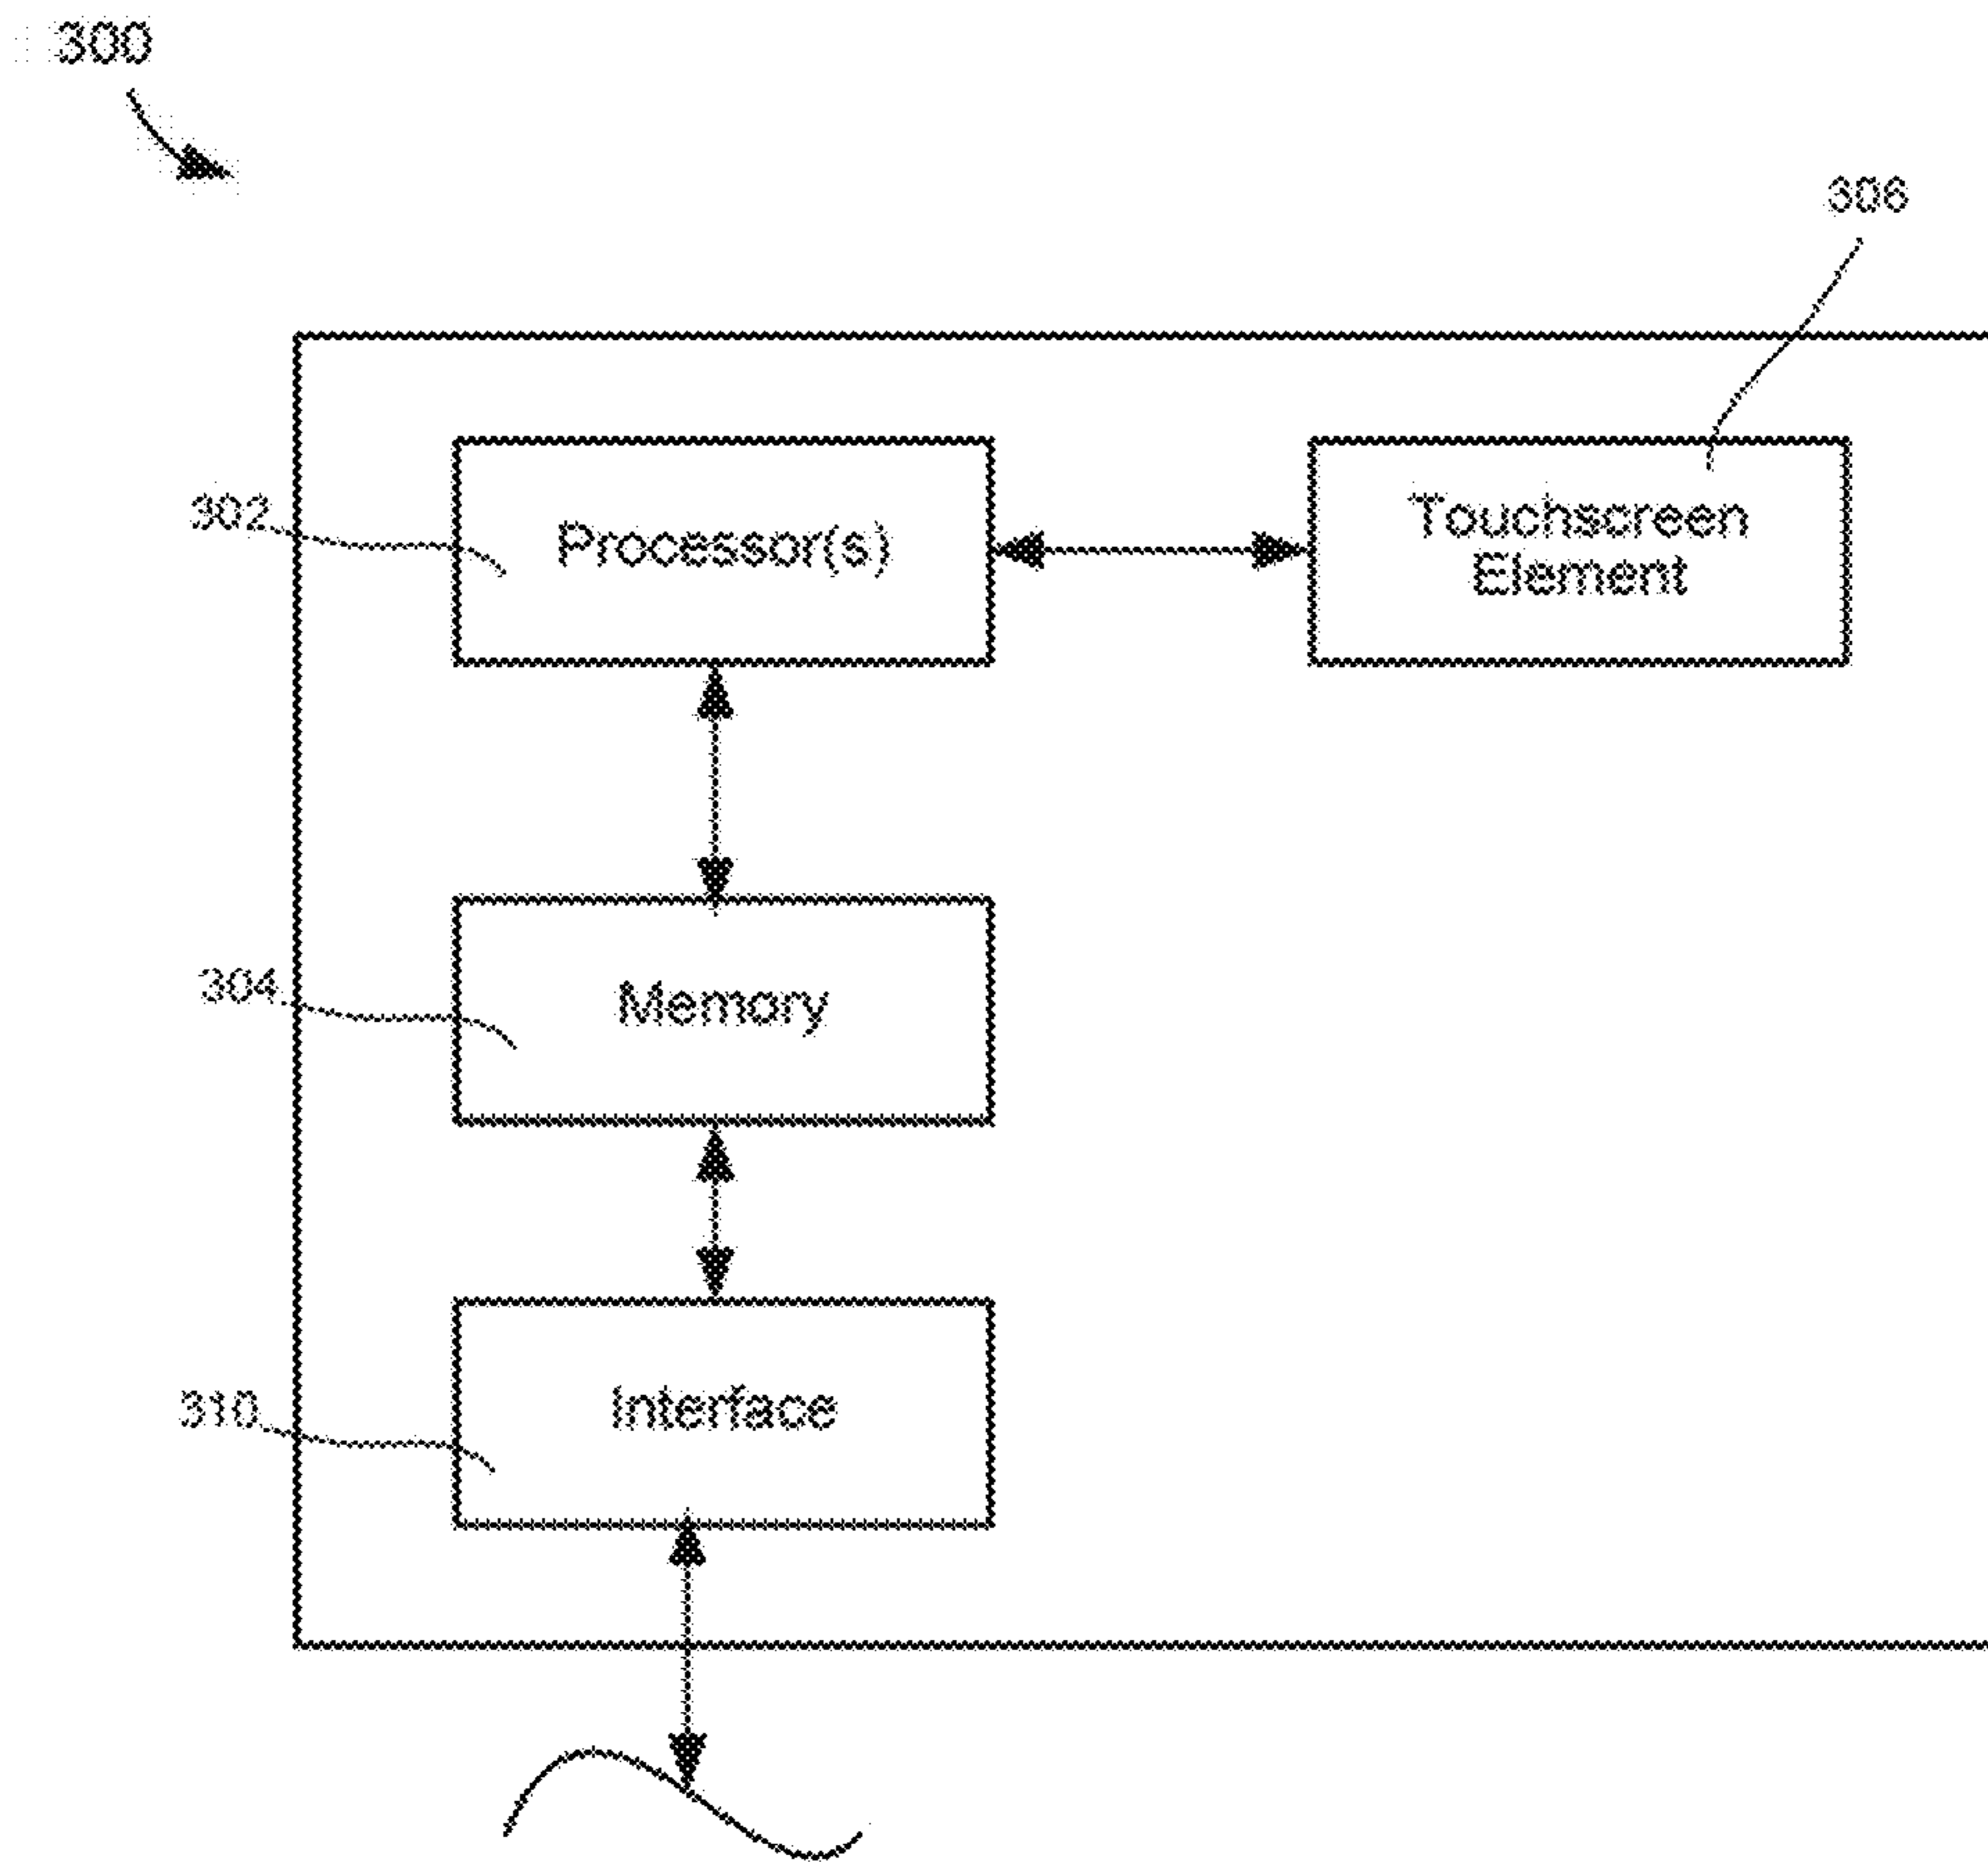 300
306
302
Processor(s)
Touchscreen
Element
304
Memory
310
Interface